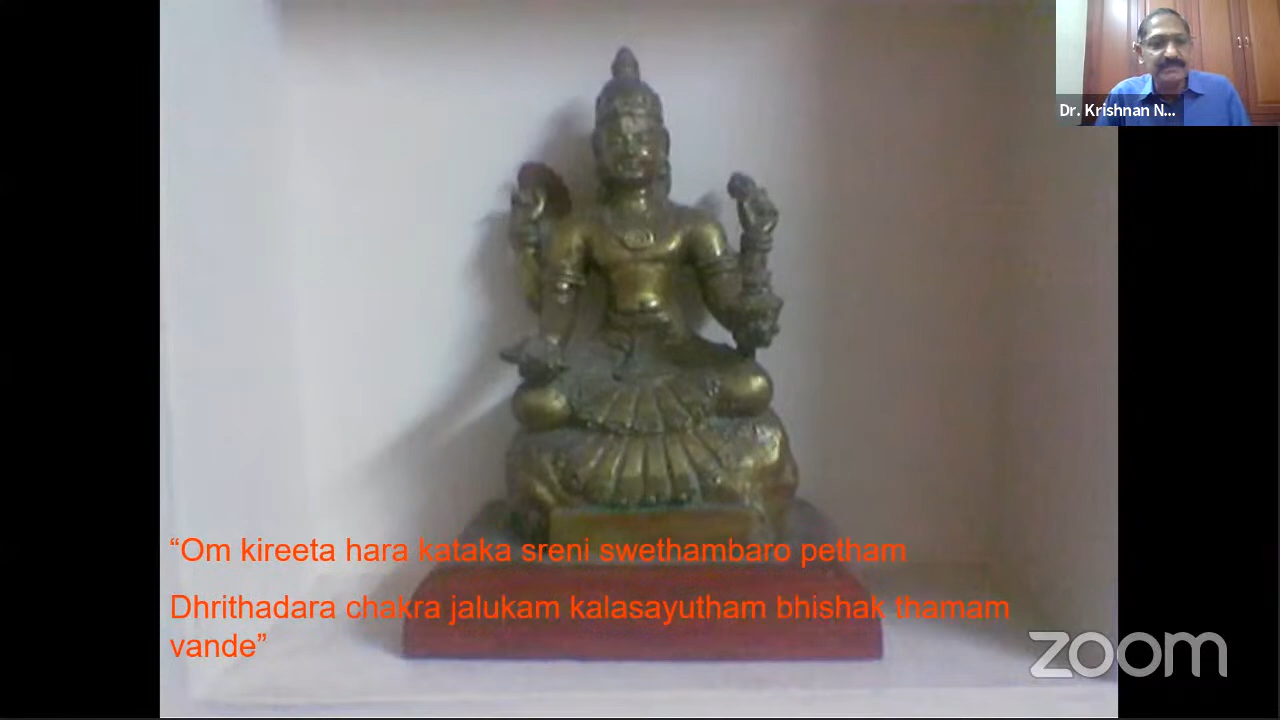 Dr. Krishnan N...
“Om kireeta hara kataka sreni swethambaro petham
Dhrithadara chakra jalukam kalasayutham bhishak thamam
vande”
zoom